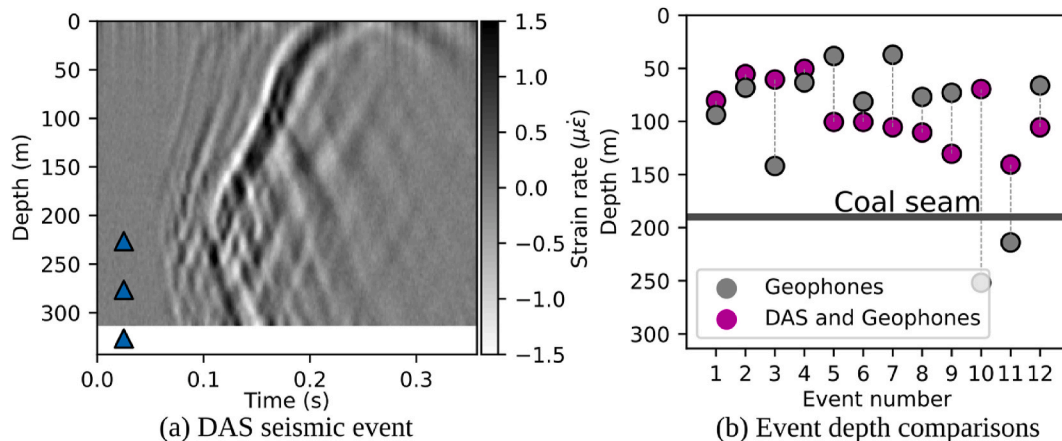 0
50
100
150
200
250
300
Depth (m)
0.0 0.1 0.2 0.3
Time (s)
1.5
1.0
0.5
0.0
−0.5
−1.0
−1.5
Strain rate (με̇)
(a) DAS seismic event
0
50
100
150
200
250
300
Depth (m)
Coal seam
Geophones
DAS and Geophones
1 2 3 4 5 6 7 8 9 10 11 12
Event number
(b) Event depth comparisons